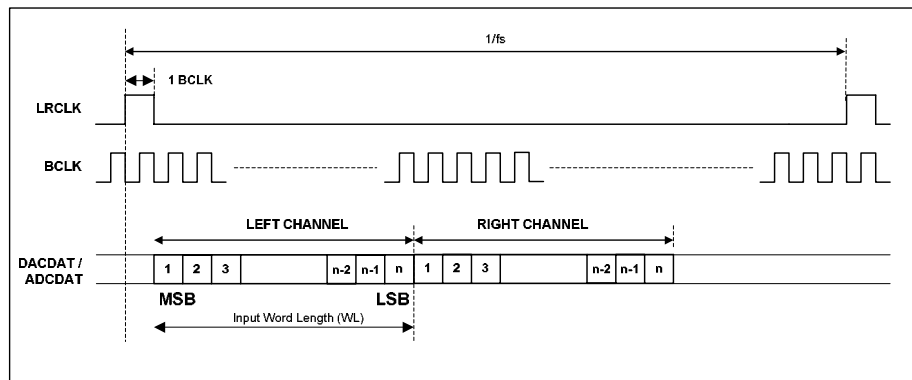 1/fs
1 BCLK
LRCLK
BCLK
LEFT CHANNEL RIGHT CHANNEL
DACDAT /
ADCDAT
1 2 3 n-2 n-1 n 1 2 3 n-2 n-1 n
MSB LSB
Input Word Length (WL)